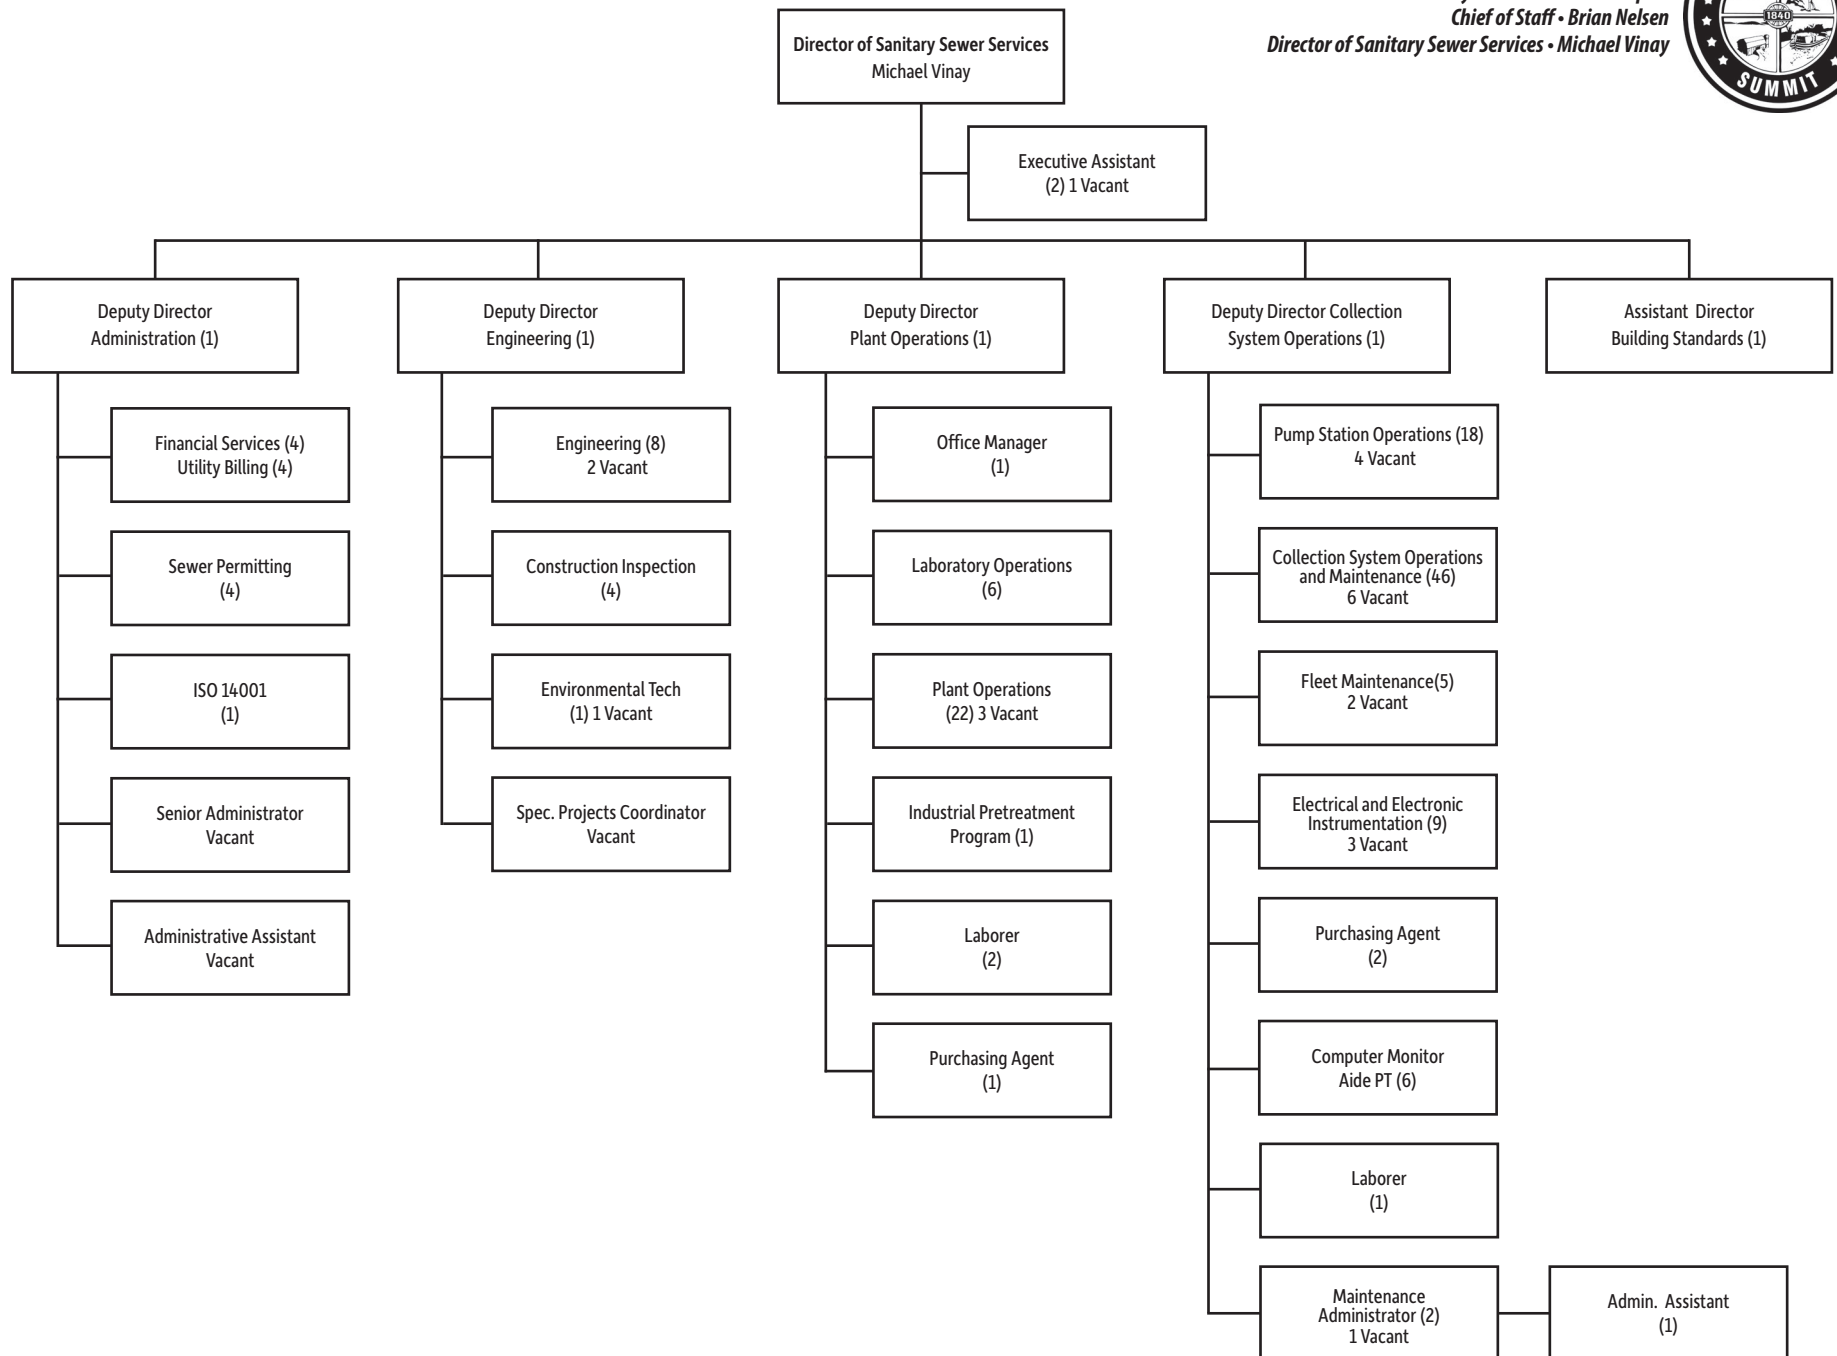 Chief of Staff • Brian Nelsen
Director of Sanitary Sewer Services • Michael Vinay
1840
SUMMIT
Director of Sanitary Sewer Services
Michael Vinay
Executive Assistant
(2) 1 Vacant
Deputy Director
Administration (1)
Deputy Director
Engineering (1)
Deputy Director
Plant Operations (1)
Deputy Director Collection
System Operations (1)
Assistant Director
Building Standards (1)
Financial Services (4)
Utility Billing (4)
Sewer Permitting
(4)
ISO 14001
(1)
Senior Administrator
Vacant
Administrative Assistant
Vacant
Engineering (8)
2 Vacant
Construction Inspection
(4)
Environmental Tech
(1) 1 Vacant
Spec. Projects Coordinator
Vacant
Office Manager
(1)
Laboratory Operations
(6)
Plant Operations
(22) 3 Vacant
Industrial Pretreatment
Program (1)
Laborer
(2)
Purchasing Agent
(1)
Pump Station Operations (18)
4 Vacant
Collection System Operations
and Maintenance (46)
6 Vacant
Fleet Maintenance(5)
2 Vacant
Electrical and Electronic
Instrumentation (9)
3 Vacant
Purchasing Agent
(2)
Computer Monitor
Aide PT (6)
Laborer
(1)
Maintenance
Administrator (2)
1 Vacant
Admin. Assistant
(1)